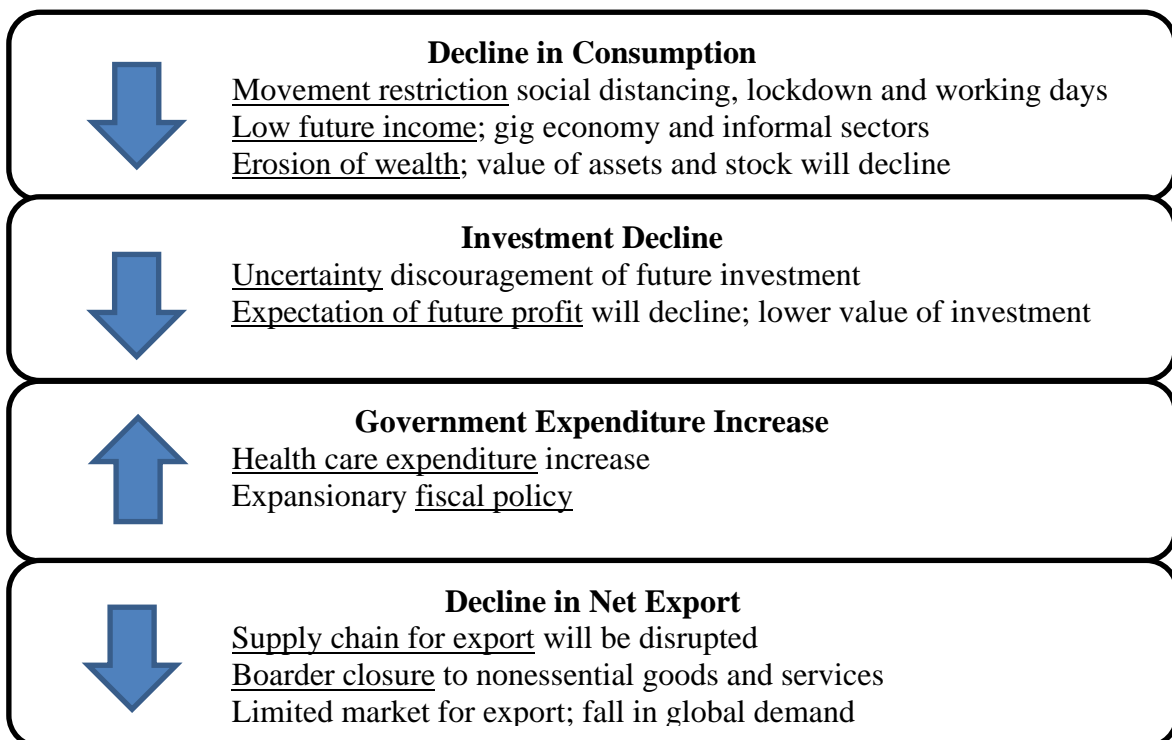 Decline in Consumption
Movement restriction social distancing, lockdown and working days
Low future income; gig economy and informal sectors
Erosion of wealth; value of assets and stock will decline
Investment Decline
Uncertainty discouragement of future investment
Expectation of future profit will decline; lower value of investment
Government Expenditure Increase
Health care expenditure increase
Expansionary fiscal policy
Decline in Net Export
Supply chain for export will be disrupted
Boarder closure to nonessential goods and services
Limited market for export; fall in global demand